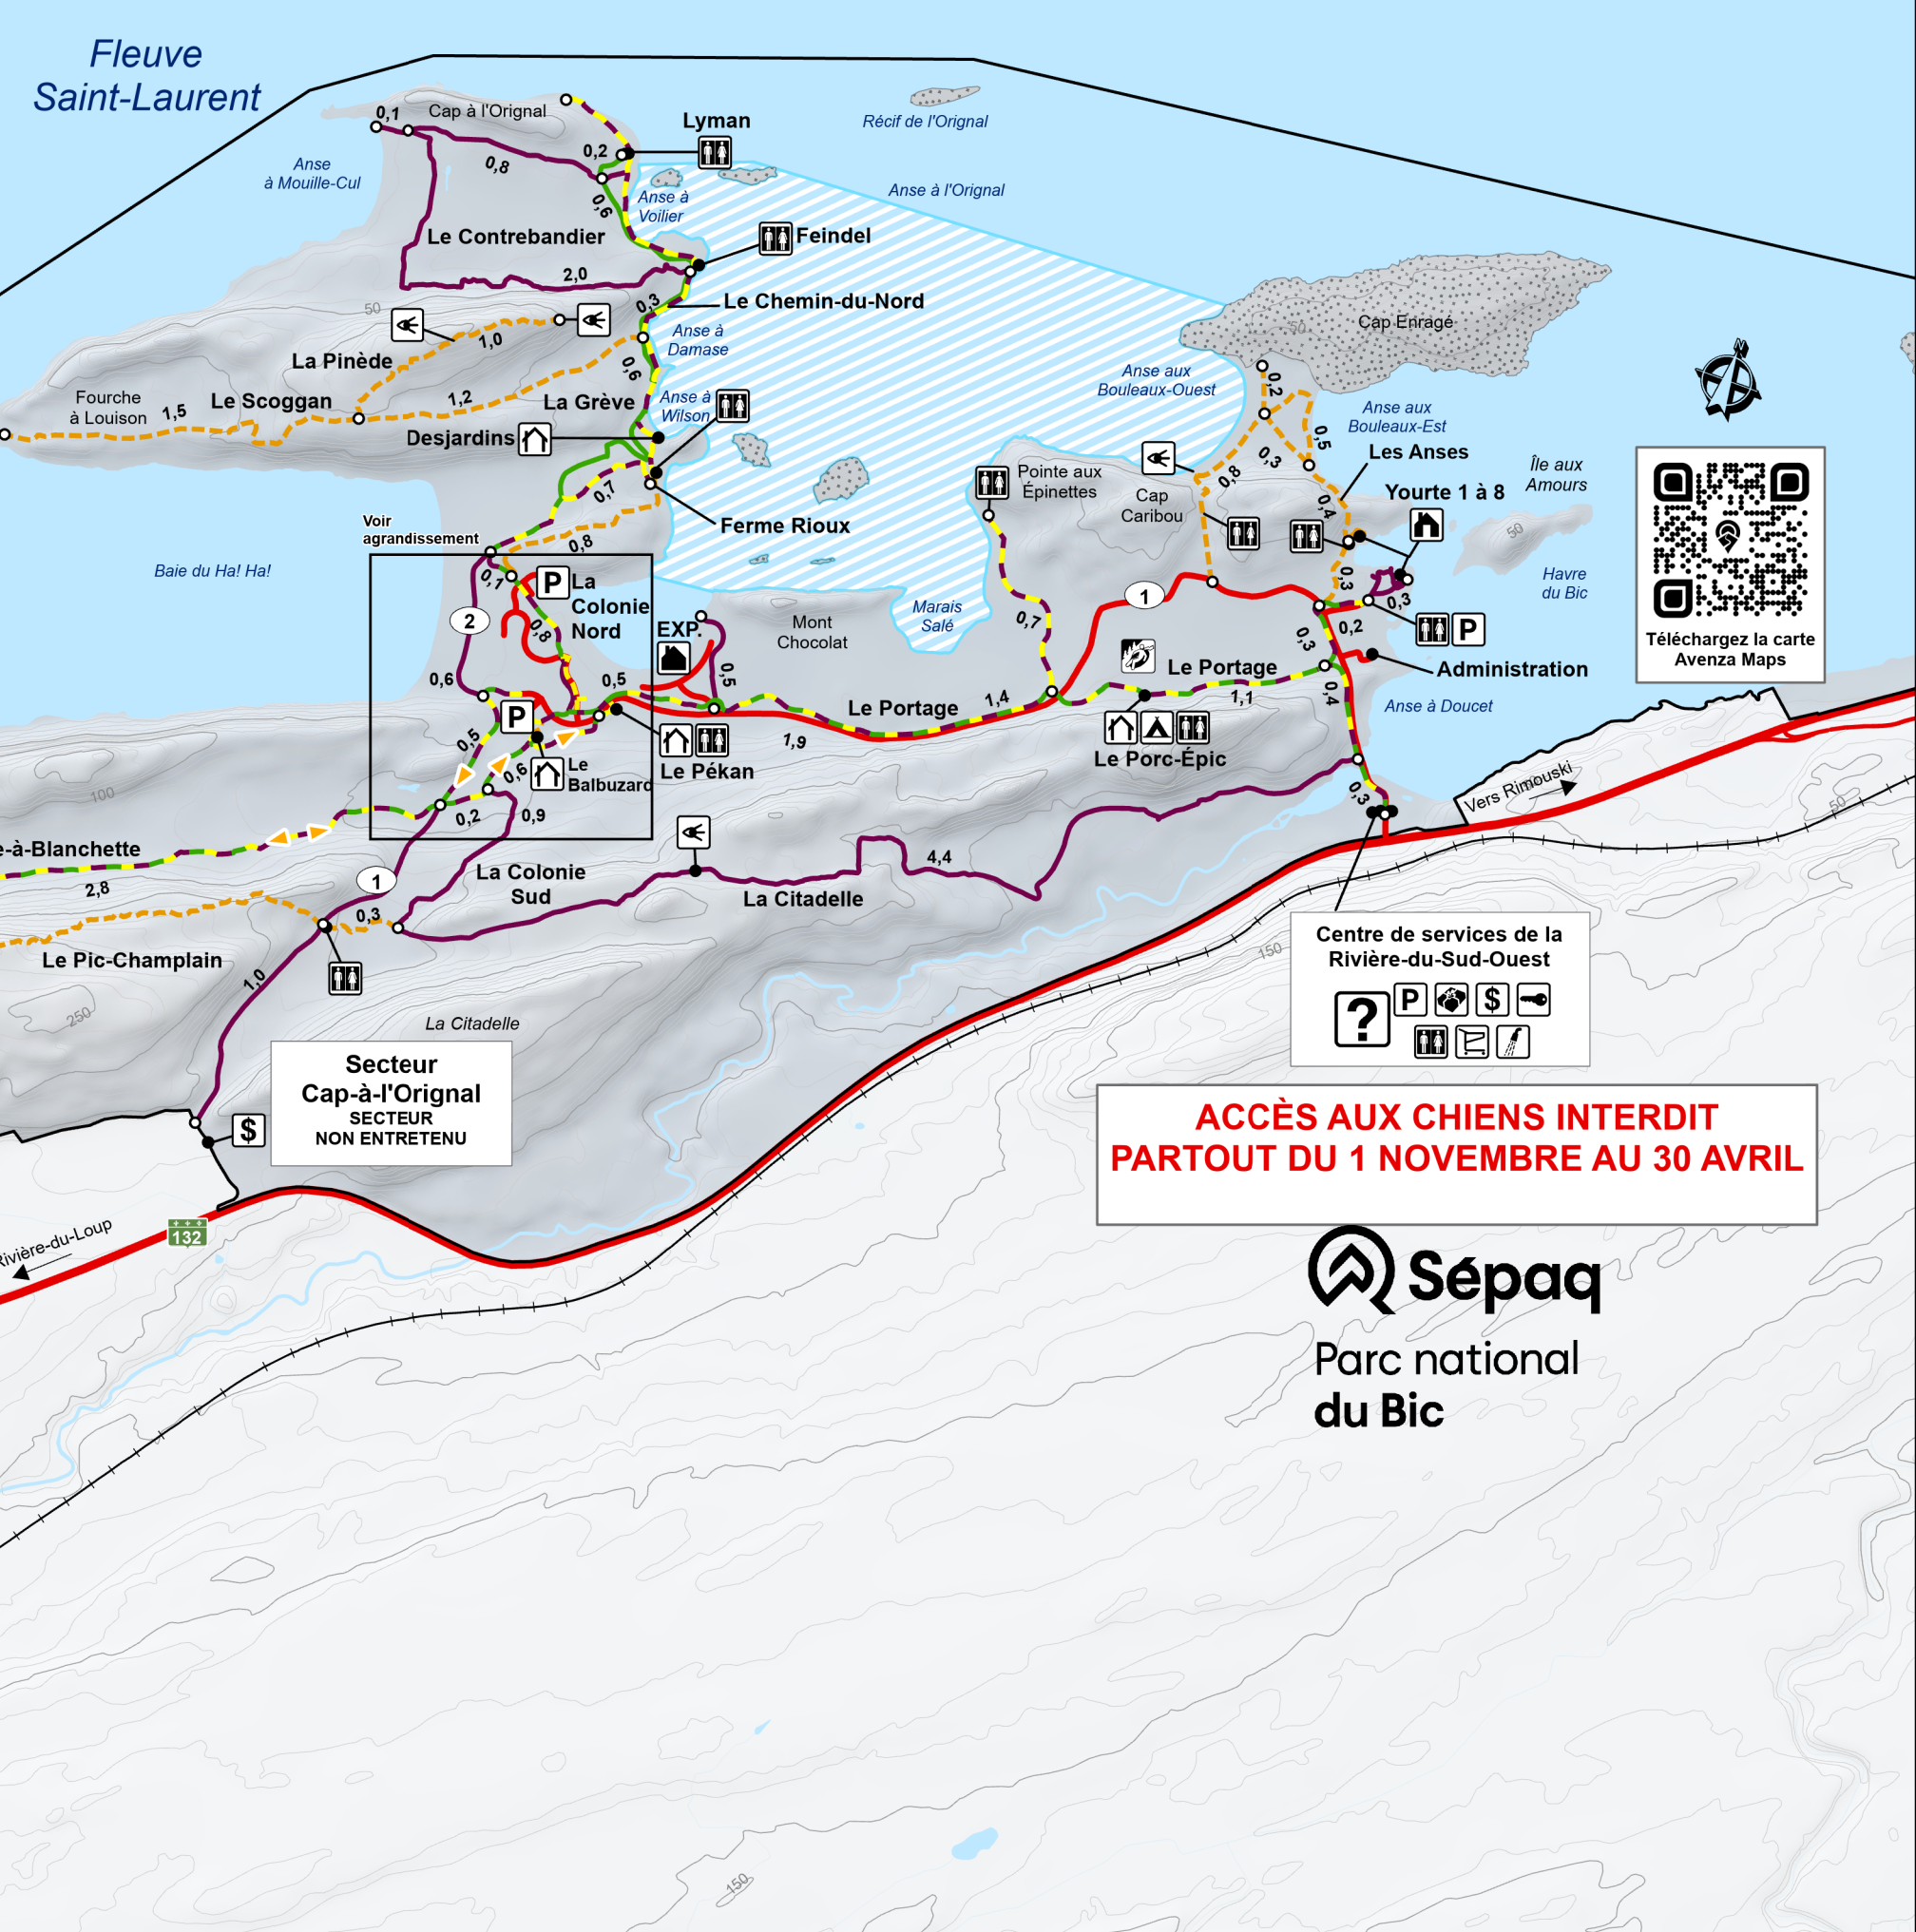 Fleuve
Saint-Laurent
0,1
Cap à l'Orignal
Lyman
Récif de l'Orignal
Anse
à Mouille-Cul
0,8
0,2
Anse à l'Orignal
Anse à
Voilier
0,6
Le Contrebandier
Feindel
2,0
50
0,3
Le Chemin-du-Nord
Cap Enragé
50
La Pinède
1,0
Anse à
Damase
0,6
Fourche
à Louison
1,5
Le Scoggan
1,2
La Grève
Anse à
Wilson
Desjardins
Anse aux
Bouleaux-Ouest
0,2
Anse aux
Bouleaux-Est
0,5
Les Anses
0,3
0,8
0,4
Pointe aux
Épinettes
Cap
Caribou
Yourte 1 à 8
Île aux
Amours
50
Havre
du Bic
0,7
Ferme Rioux
Voir
agrandissement
0,8
Baie du Ha! Ha!
0,1
P
La
Colonie
Nord
2
0,8
EXP.
Mont
Chocolat
Marais
Salé
0,7
1
0,3
0,3
0,2
P
0,3
Administration
Téléchargez la carte
Avenza Maps
0,6
0,5
0,5
P
Le Portage
1,4
Le Portage
1,1
0,4
Anse à Doucet
0,5
1,9
0,6
Le
Balbuzard
Le Pékan
Le Porc-Épic
0,3
Vers Rimouski
50
100
0,2
0,9
e-à-Blanchette
2,8
1
La Colonie
Sud
4,4
La Citadelle
0,3
Le Pic-Champlain
1,0
250
La Citadelle
150
Centre de services de la
Rivière-du-Sud-Ouest
? P $
Secteur
Cap-à-l'Orignal
SECTEUR
NON ENTRETENU
$
ACCÈS AUX CHIENS INTERDIT
PARTOUT DU 1 NOVEMBRE AU 30 AVRIL
132
Rivière-du-Loup
Sépaq
Parc national
du Bic
150
N